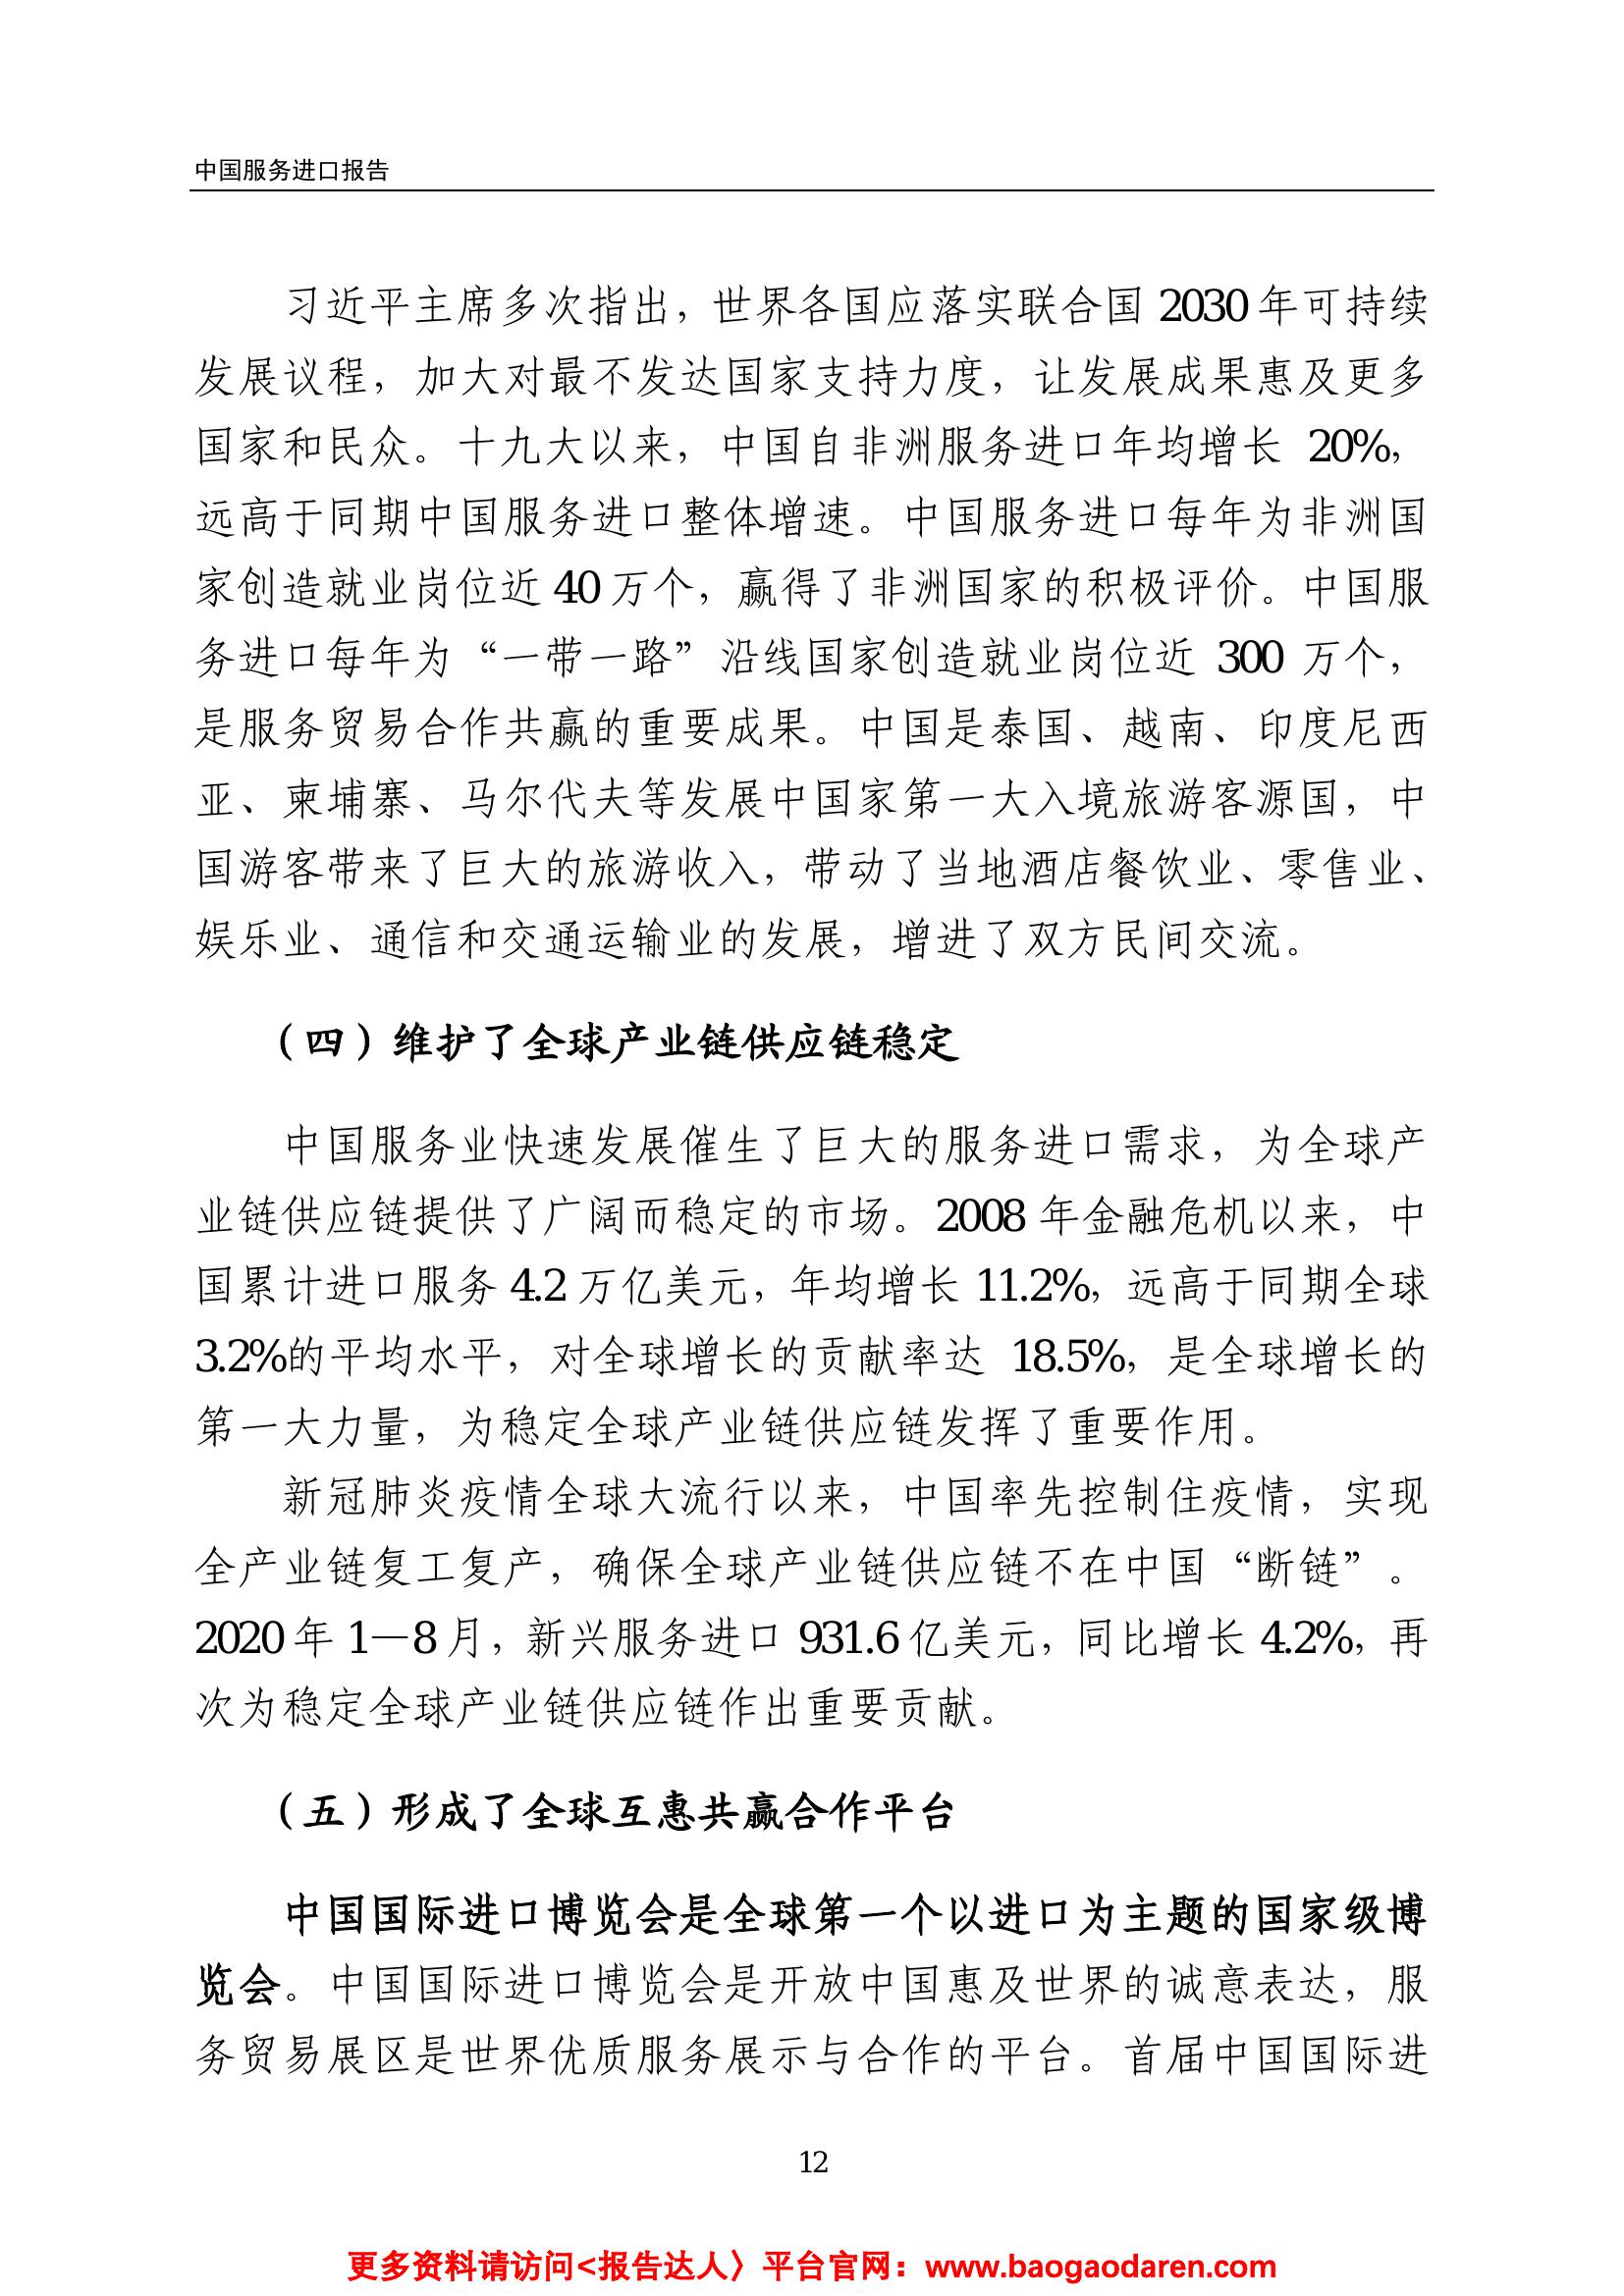 中国服务进口报告
习近平主席多次指出，世界各国应落实联合国 2030 年可持续
发展议程，加大对最不发达国家支持力度，让发展成果惠及更多
国家和民众。十九大以来，中国自非洲服务进口年均增长 20%，
远高于同期中国服务进口整体增速。中国服务进口每年为非洲国
家创造就业岗位近 40 万个，赢得了非洲国家的积极评价。中国服
务进口每年为“一带一路”沿线国家创造就业岗位近 300 万个，
是服务贸易合作共赢的重要成果。中国是泰国、越南、印度尼西
亚、柬埔寨、马尔代夫等发展中国家第一大入境旅游客源国，中
国游客带来了巨大的旅游收入，带动了当地酒店餐饮业、零售业、
娱乐业、通信和交通运输业的发展，增进了双方民间交流。
（四）维护了全球产业链供应链稳定
中国服务业快速发展催生了巨大的服务进口需求，为全球产
业链供应链提供了广阔而稳定的市场。2008 年金融危机以来，中
国累计进口服务 4.2 万亿美元，年均增长 11.2%，远高于同期全球
3.2%的平均水平，对全球增长的贡献率达 18.5%，是全球增长的
第一大力量，为稳定全球产业链供应链发挥了重要作用。
新冠肺炎疫情全球大流行以来，中国率先控制住疫情，实现
全产业链复工复产，确保全球产业链供应链不在中国“断链”。
2020 年 1—8 月，新兴服务进口 931.6 亿美元，同比增长 4.2%，再
次为稳定全球产业链供应链作出重要贡献。
（五）形成了全球互惠共赢合作平台
中国国际进口博览会是全球第一个以进口为主题的国家级博
览会。中国国际进口博览会是开放中国惠及世界的诚意表达，服
务贸易展区是世界优质服务展示与合作的平台。首届中国国际进
12
更多资料请访问<报告达人〉平台官网：www.baogaodaren.com